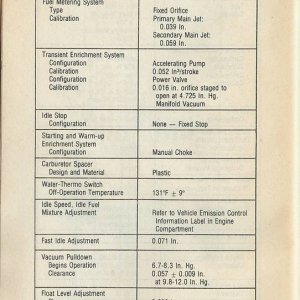 Fuel Metering System
Type Fixed Orifice
Calibration Primary Main Jet:
0.039 In.
Secondary Main Jet:
0.059 In.
Transient Enrichment System
Configuration Accelerating Pump
Calibration 0.052 In³/stroke
Configuration Power Valve
Calibration 0.016 in. orifice staged to
open at 4.725 In. Hg.
Manifold Vacuum
Idle Stop
Configuration None — Fixed Stop
Starting and Warm-up
Enrichment System
Configuration Manual Choke
Carburetor Spacer
Design and Material Plastic
Water-Thermo Switch
Off-Operation Temperature 131°F ± 9°
Idle Speed, Idle Fuel
Mixture Adjustment Refer to Vehicle Emission Control
Information Label in Engine
Compartment
Fast Idle Adjustment 0.071 In.
Vacuum Pulldown
Begins Operation 6.7-8.3 In. Hg.
Clearance 0.057 ± 0.009 In.
at 9.8-12.0 In. Hg.
Float Level Adjustment